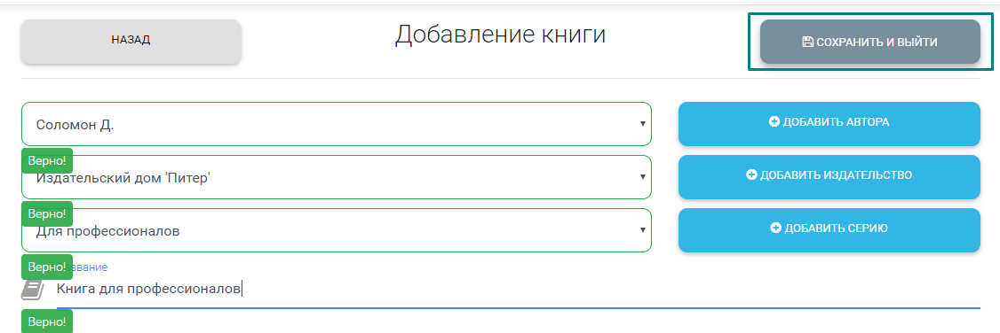 НАЗАД
Добавление книги
СОХРАНИТЬ И ВЫЙТИ
Соломон Д.
ДОБАВИТЬ АВТОРА
Верно!
Издательский дом 'Питер'
ДОБАВИТЬ ИЗДАТЕЛЬСТВО
Верно!
Для профессионалов
ДОБАВИТЬ СЕРИЮ
Верно!
звание
Книга для профессионалов
Верно!